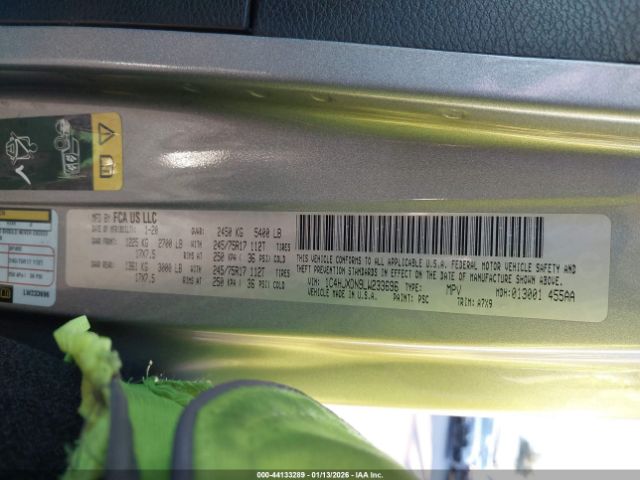 MFD BY FCA US LLC
DATE OF MFR(BUILT): 1-20 GVWR: 2450 KG 5400 LB
GAWR FRONT: 1225 KG 2700 LB WITH 245/75R17 112T TIRES
17X7.5 RIMS AT 250 KPA ( 36 PSI) COLD
GAWR REAR: 1361 KG 3000 LB WITH 245/75R17 112T TIRES
17X7.5 RIMS AT 250 KPA ( 36 PSI) COLD
THIS VEHICLE CONFORMS TO ALL APPLICABLE U.S.A. FEDERAL MOTOR VEHICLE SAFETY AND
THEFT PREVENTION STANDARDS IN EFFECT ON THE DATE OF MANUFACTURE SHOWN ABOVE.
VIN: 1C4HJXDN9LW233696 TYPE: MPV MDH: 013001 455AA
VEHICLE MADE IN U.S.A. PAINT: PSC TRIM: A7X9
000-44133289 - 01/13/2026 - IAA Inc.